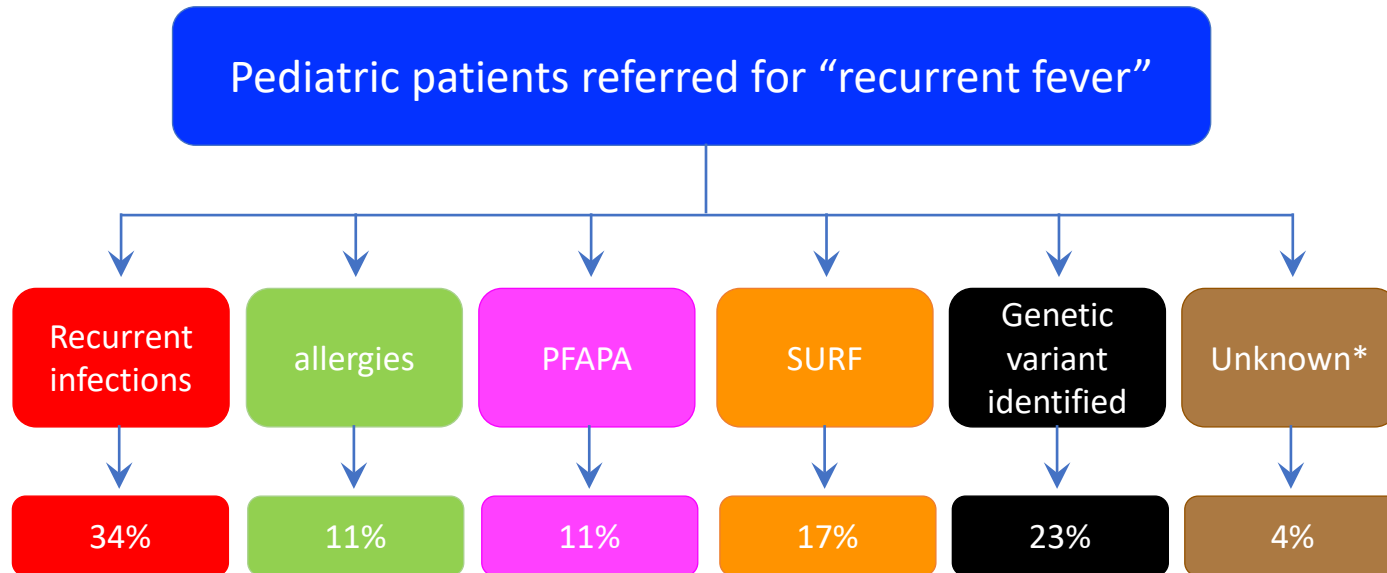 Pediatric patients referred for “recurrent fever”
Recurrent
infections
allergies
PFAPA
SURF
Genetic
variant
identified
Unknown*
34%
11%
11%
17%
23%
4%